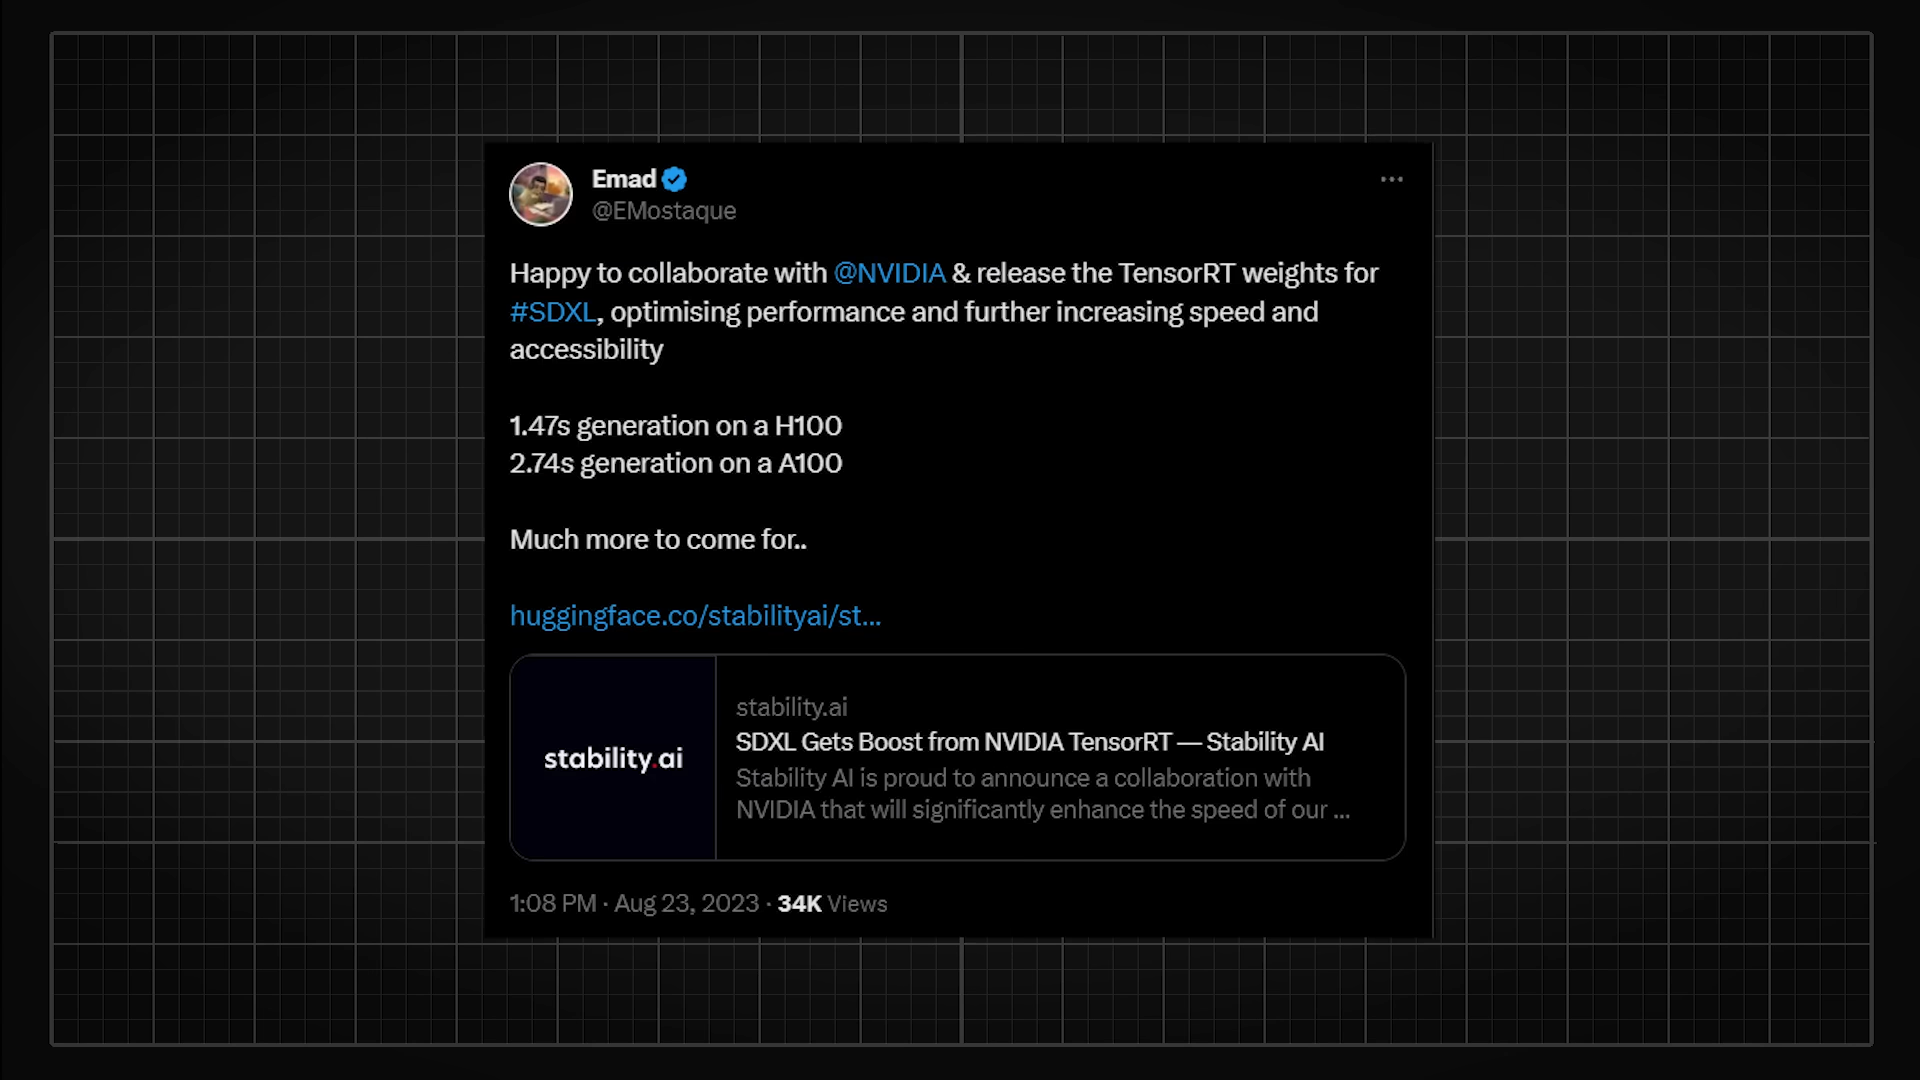 Emad
@EMostaque
Happy to collaborate with @NVIDIA & release the TensorRT weights for
#SDXL, optimising performance and further increasing speed and
accessibility
1.47s generation on a H100
2.74s generation on a A100
Much more to come for..
huggingface.co/stabilityai/st...
stability.ai
stability.ai
SDXL Gets Boost from NVIDIA TensorRT — Stability AI
Stability AI is proud to announce a collaboration with
NVIDIA that will significantly enhance the speed of our ...
1:08 PM · Aug 23, 2023 · 34K Views